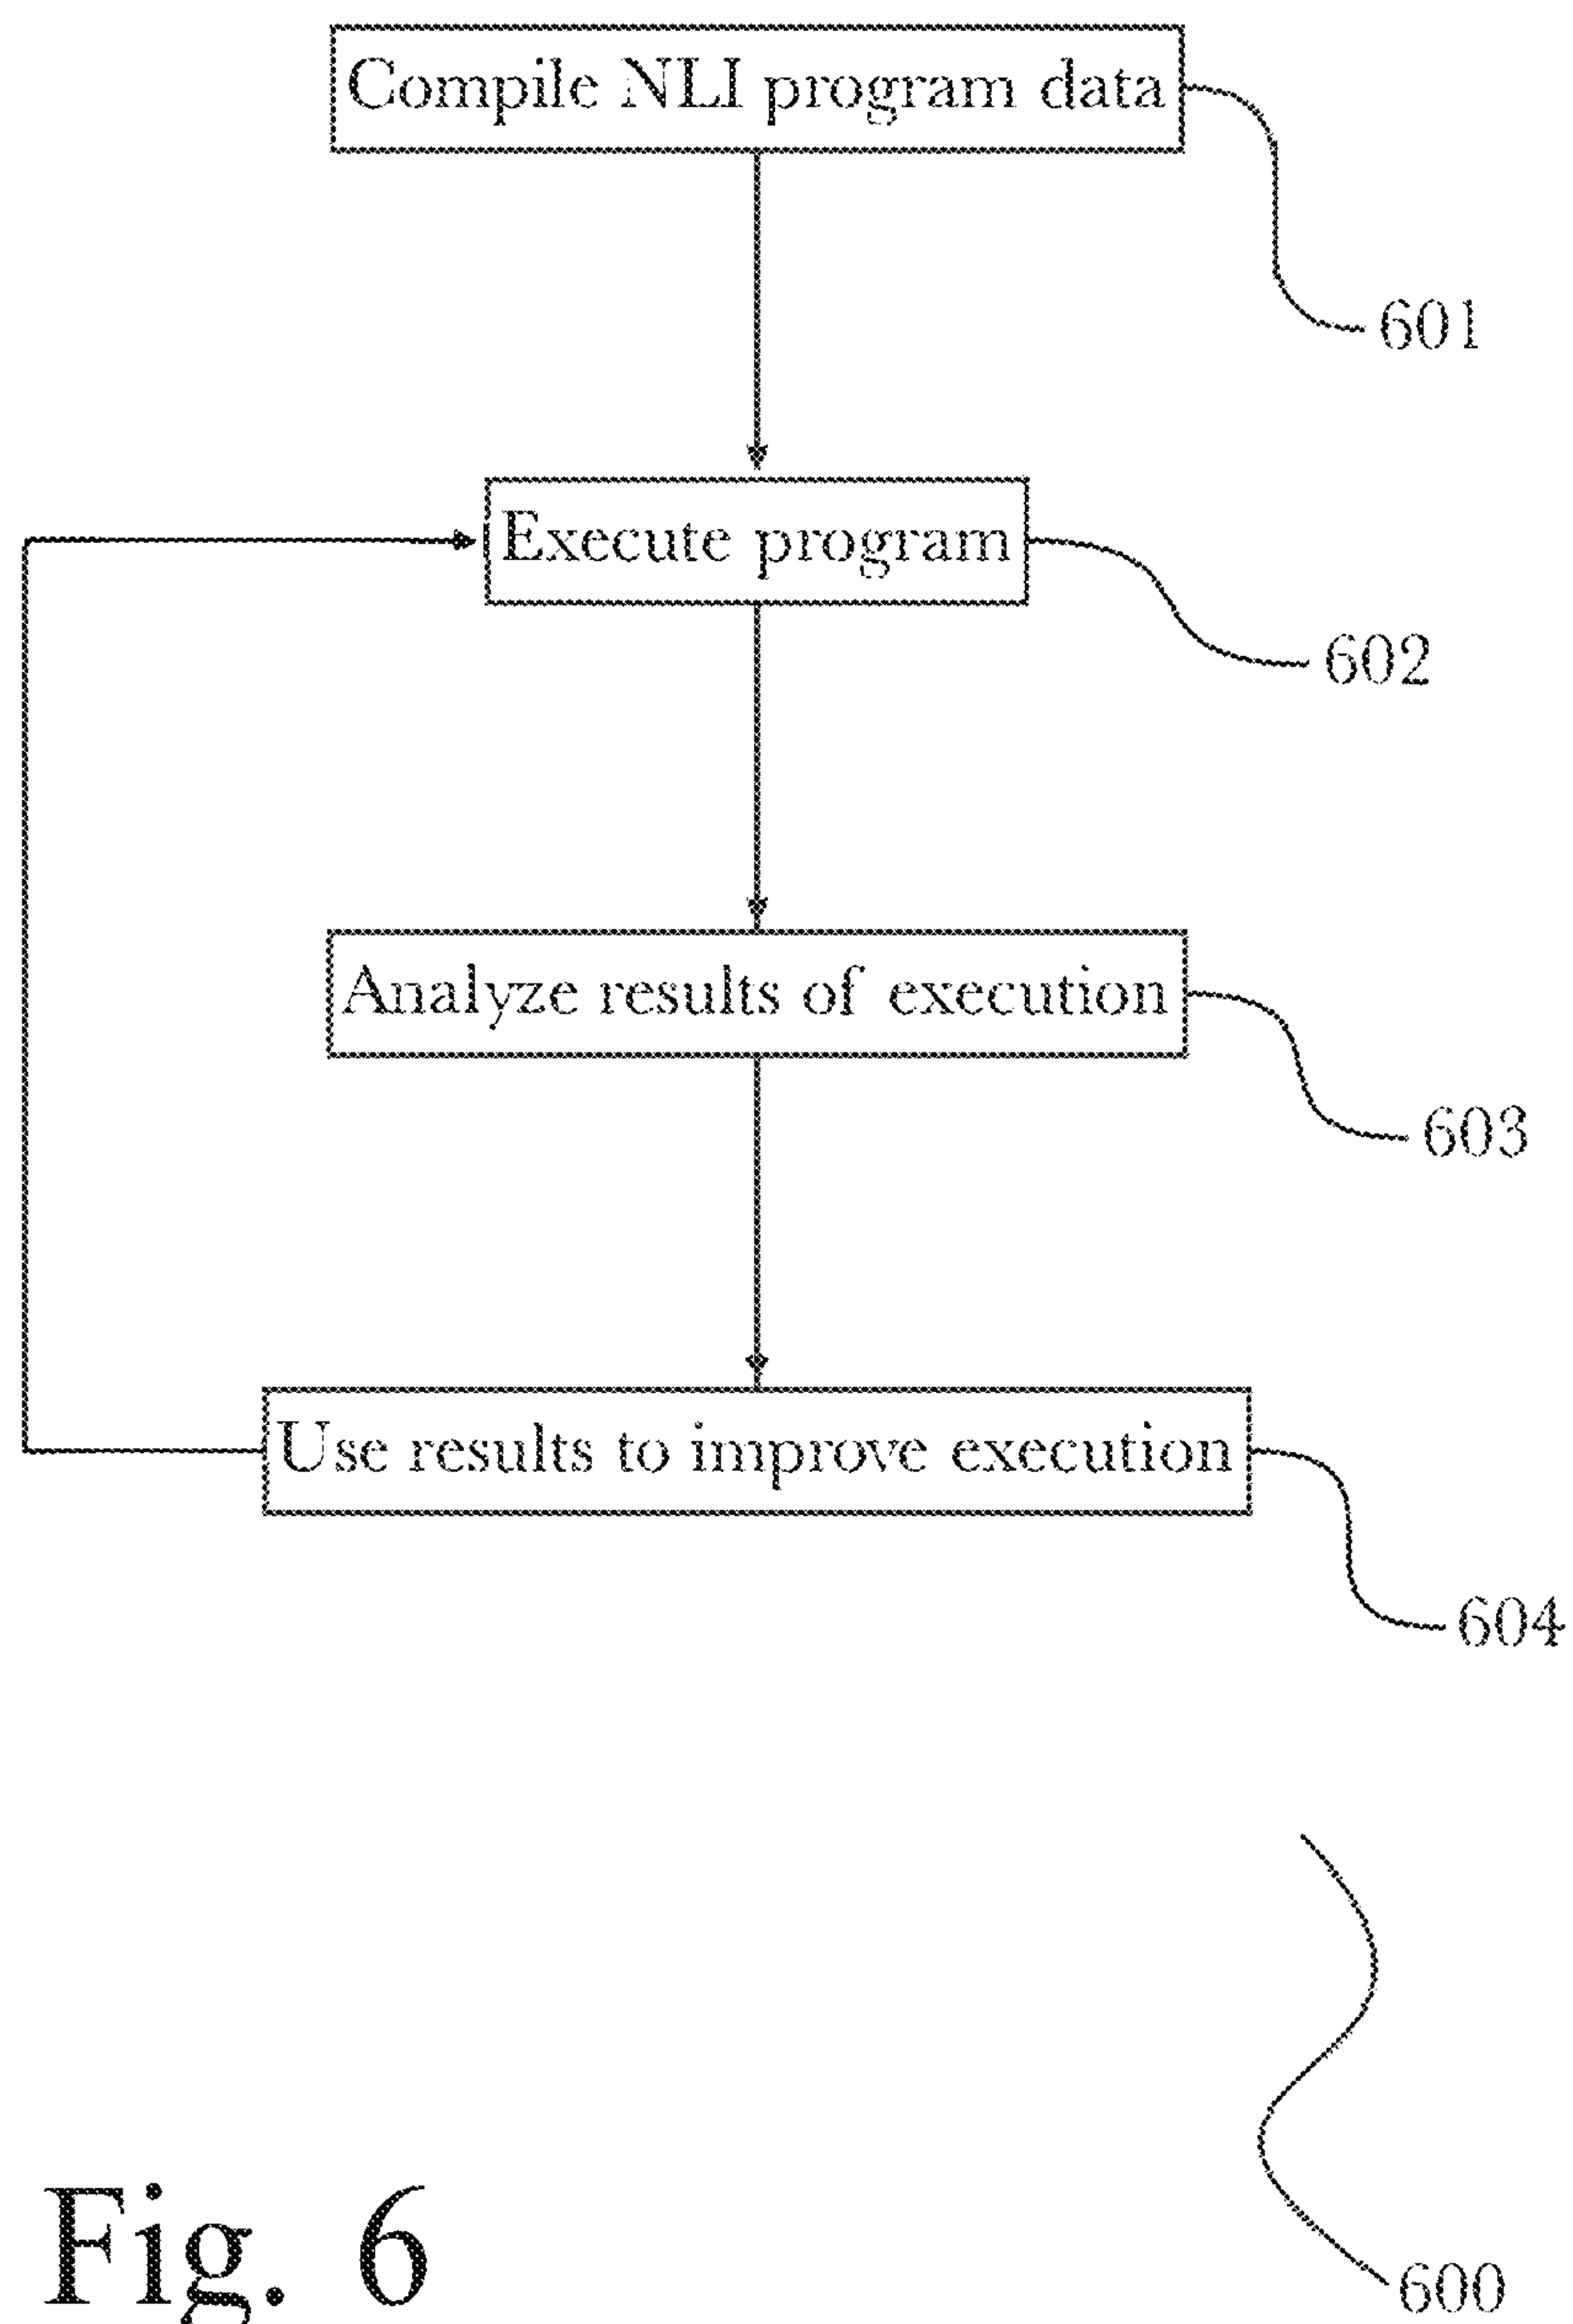 Compile NLI program data
601
Execute program
602
Analyze results of execution
603
Use results to improve execution
604
Fig. 6
600